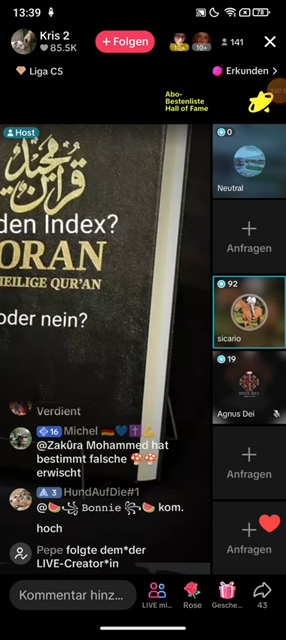 13:39
78
Kris 2
85.5K
+ Folgen
10+
10+
141
Liga C5
Erkunden >
Abo-
Bestenliste
Hall of Fame
Host
0
Neutral
قرآن مجيد
den Index?
ORAN
HEILIGE QUR'AN
oder nein?
+
Anfragen
92
sicario
19
Agnus Dei
+
Anfragen
+
Anfragen
Verdient
16 Michel 🇩🇪💙✝️💪
@Zakûra Mohammed hat
bestimmt falsche 🍄🍄
erwischt
3 HundAufDie#1
@🍉꧁ Bonnie ꧂🍉 kom.
hoch
Pepe folgte dem*der
LIVE-Creator*in
Kommentar hinz...
LIVE mi...
Rose
Gesche...
43